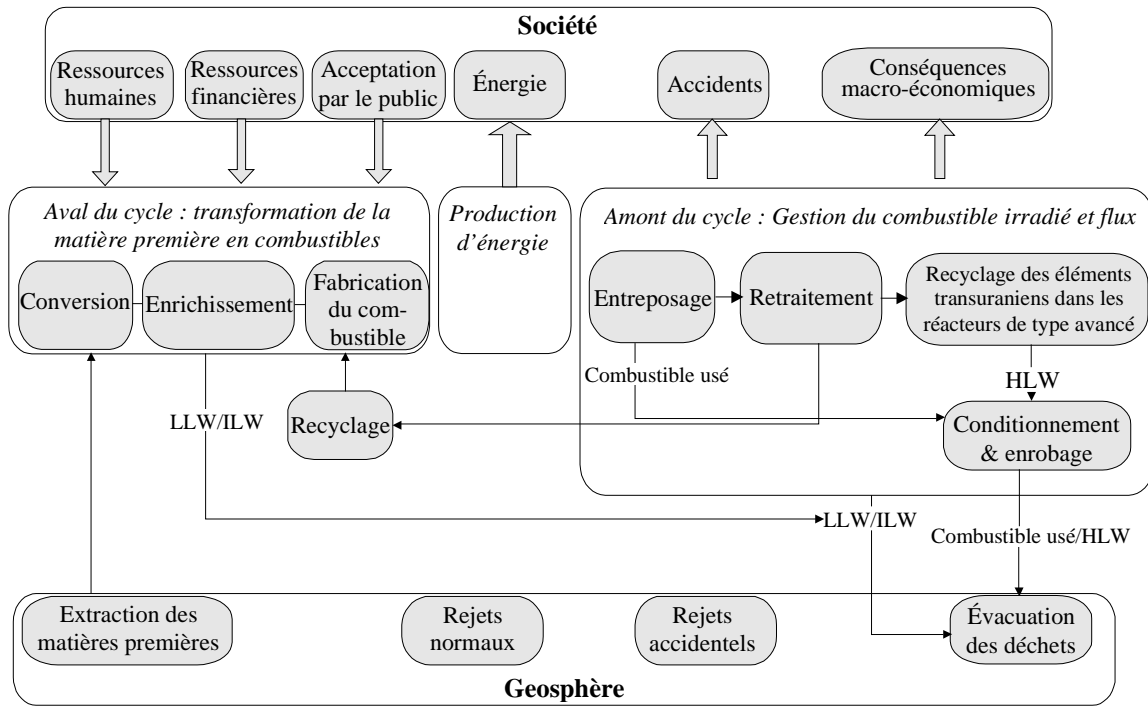 Société
Ressources
humaines
Ressources
financières
Acceptation
par le public
Énergie
Accidents
Conséquences
macro-économiques
Aval du cycle : transformation de la
matière première en combustibles
Conversion
Enrichissement
Fabrication
du com-
bustible
Production
d'énergie
Amont du cycle : Gestion du combustible irradié et flux
Entreposage
Retraitement
Recyclage des éléments
transuraniens dans les
réacteurs de type avancé
Combustible usé
HLW
LLW/ILW
Recyclage
Conditionnement
& enrobage
LLW/ILW
Combustible usé/HLW
Extraction des
matières premières
Rejets
normaux
Rejets
accidentels
Évacuation
des déchets
Geosphère